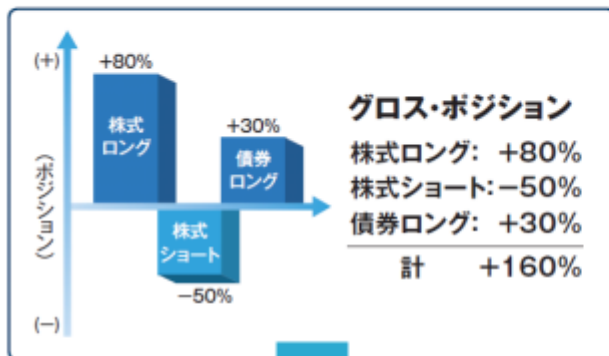 (+)
+80%
株式
ロング
+30%
債券
ロング
(ポジション)
株式
ショート
−50%
(−)
グロス・ポジション
株式ロング: +80%
株式ショート:−50%
債券ロング: +30%
計 +160%